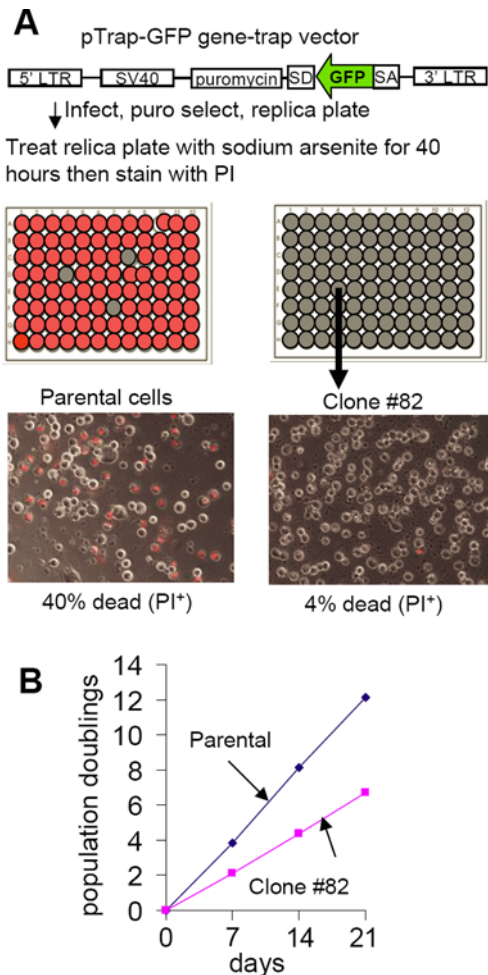 A
pTrap-GFP gene-trap vector
5' LTR SV40 puromycin SD GFP SA 3' LTR
Infect, puro select, replica plate
Treat relica plate with sodium arsenite for 40
hours then stain with PI
Parental cells
Clone #82
40% dead (PI+)
4% dead (PI+)
B
population doublings
14
12
10
8
6
4
2
0
Parental
Clone #82
0 7 14 21
days